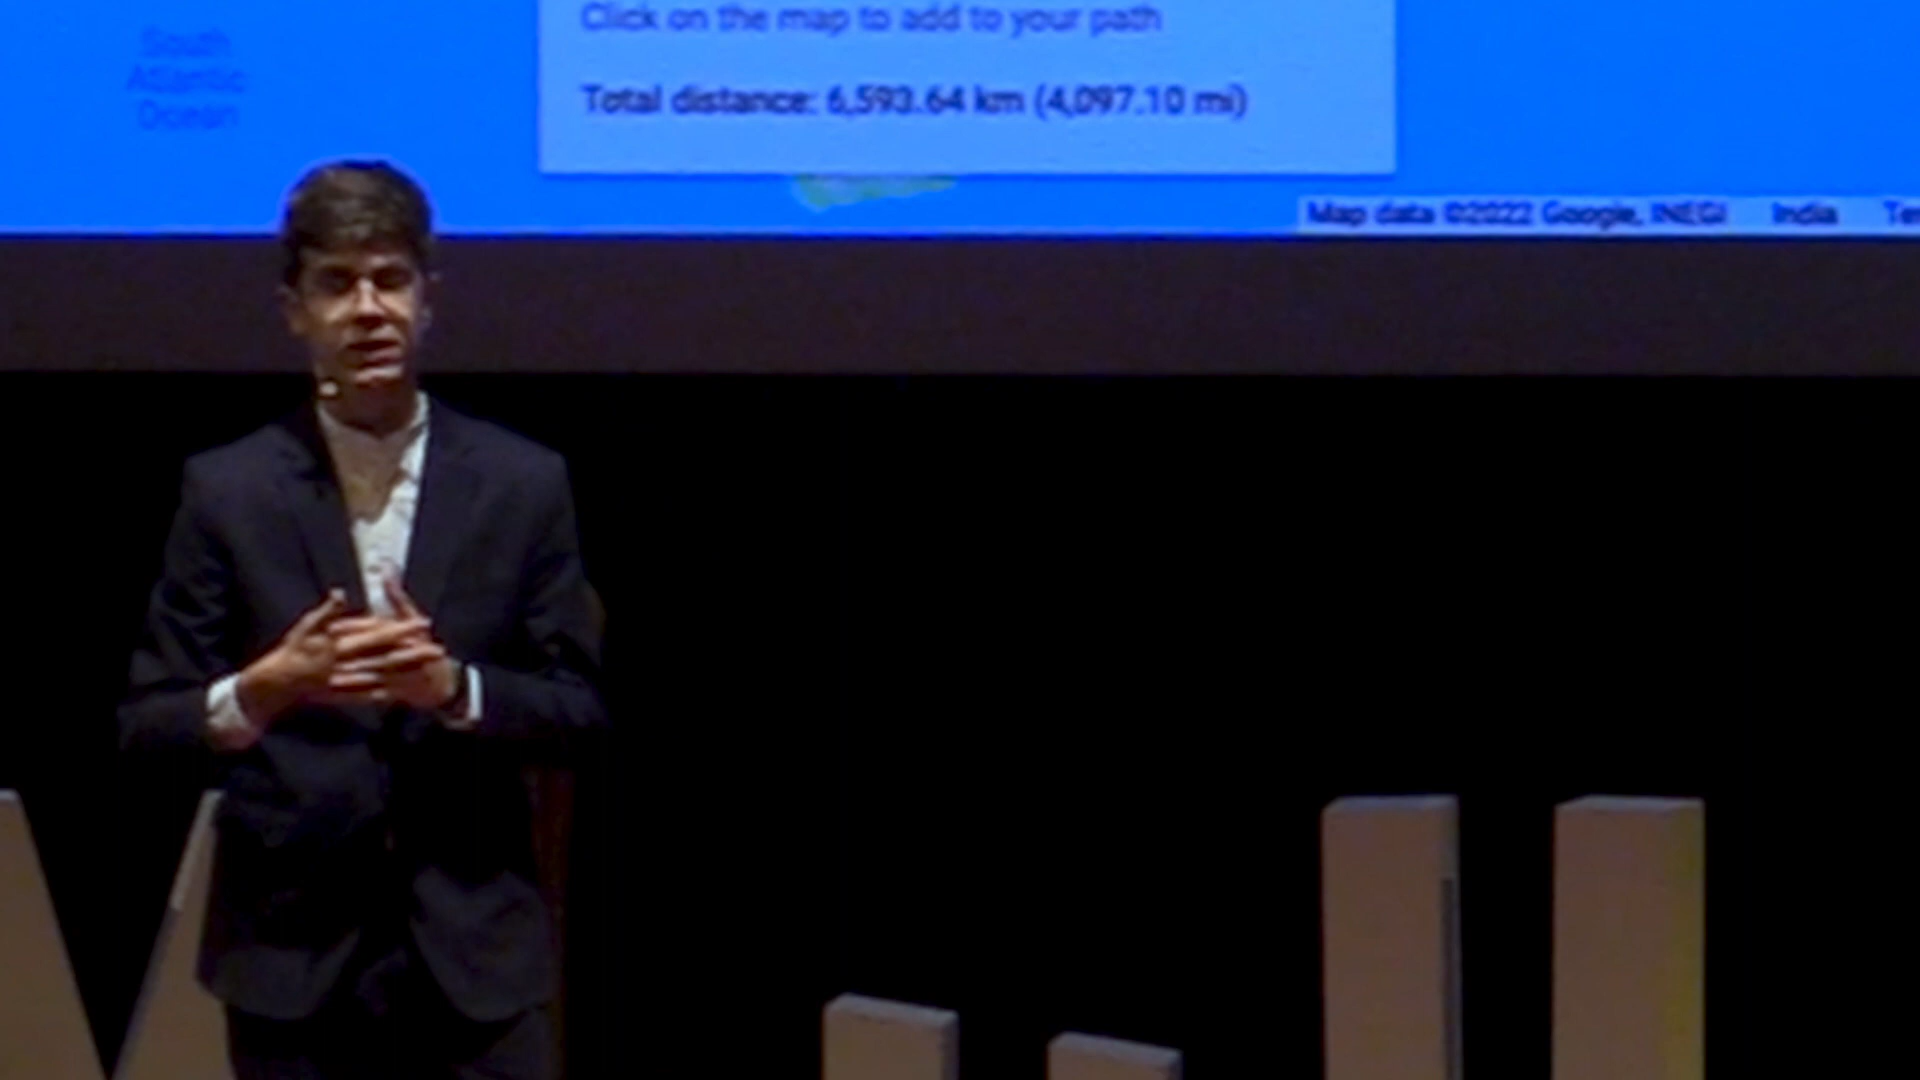 South
Atlantic
Ocean
Click on the map to add to your path
Total distance: 6,593.64 km (4,097.10 mi)
Map data ©2022 Google, INEGI India